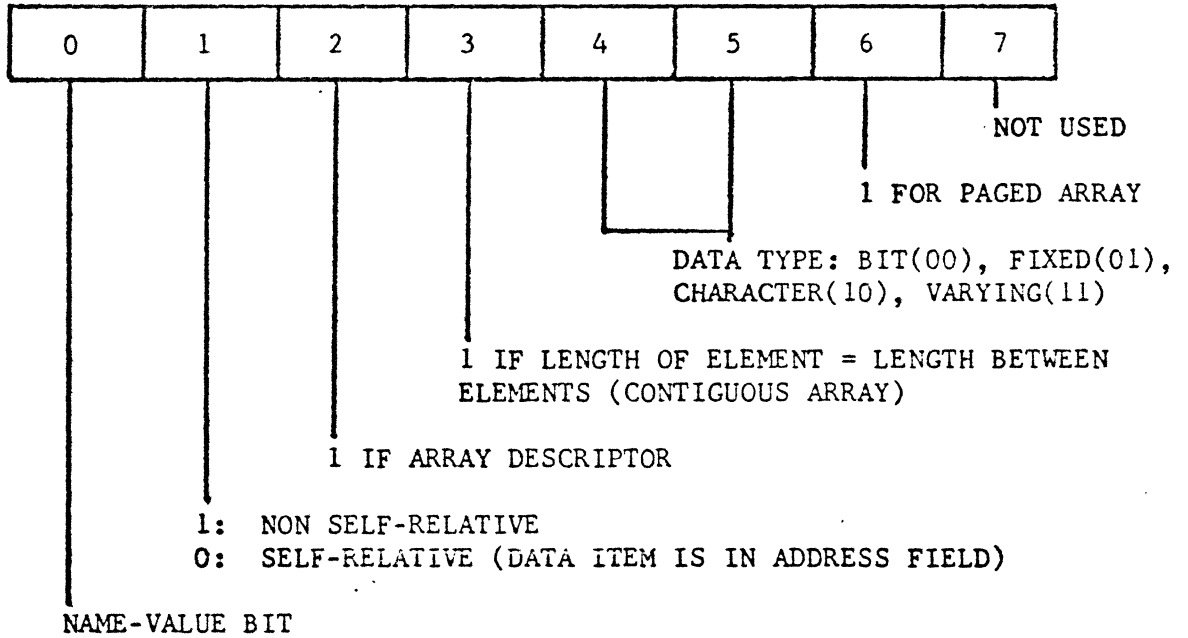 0 1 2 3 4 5 6 7
NOT USED
1 FOR PAGED ARRAY
DATA TYPE: BIT(00), FIXED(01),
CHARACTER(10), VARYING(11)
1 IF LENGTH OF ELEMENT = LENGTH BETWEEN
ELEMENTS (CONTIGUOUS ARRAY)
1 IF ARRAY DESCRIPTOR
1: NON SELF-RELATIVE
0: SELF-RELATIVE (DATA ITEM IS IN ADDRESS FIELD)
NAME-VALUE BIT